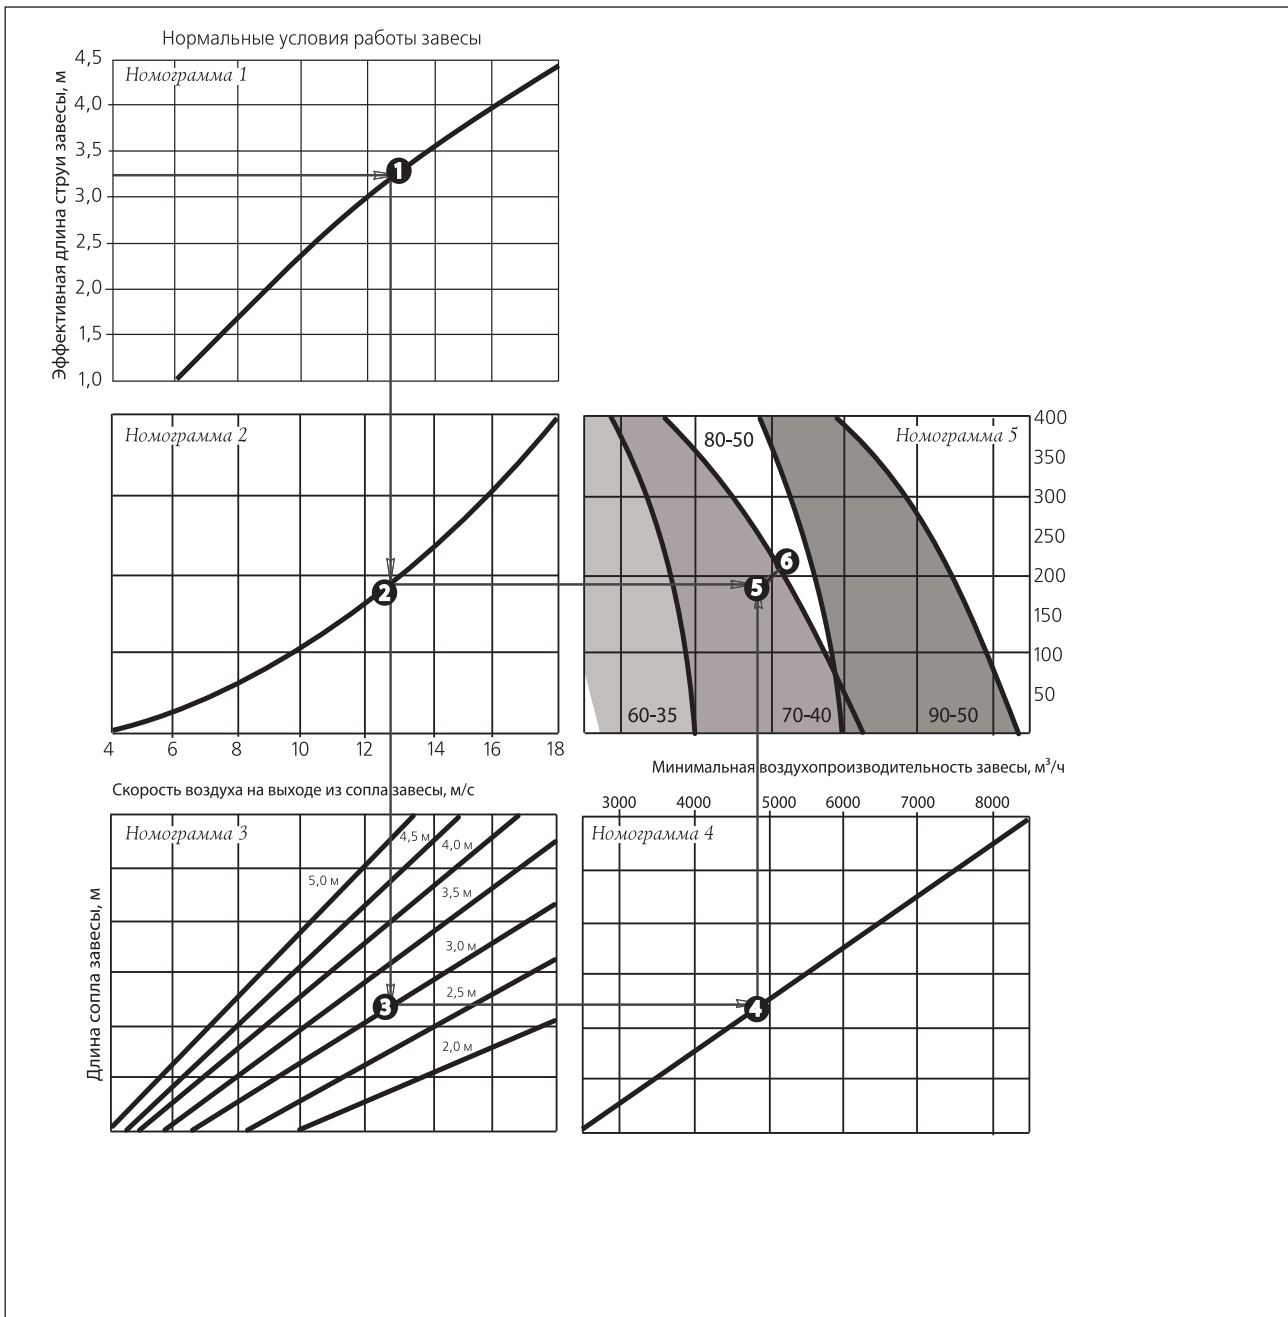 Нормальные условия работы завесы
Номограмма 1
Эффективная длина струи завесы, м
4,5
4,0
3,5
3,0
2,5
2,0
1,5
1,0
1
Номограмма 2
2
4 6 8 10 12 14 16 18
Скорость воздуха на выходе из сопла завесы, м/с
Номограмма 5
80-50
400
350
300
250
200
150
100
50
6
5
60-35 70-40 90-50
Минимальная воздухопроизводительность завесы, м³/ч
3000 4000 5000 6000 7000 8000
Номограмма 3
Длина сопла завесы, м
5,0 м
4,5 м
4,0 м
3,5 м
3,0 м
2,5 м
2,0 м
3
Номограмма 4
4